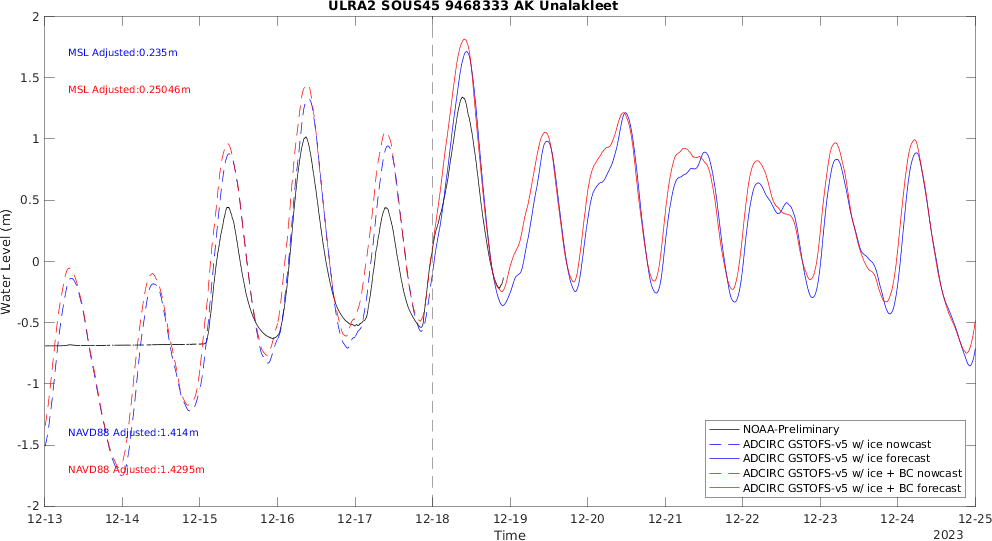 ULRA2 SOUS45 9468333 AK Unalakleet
2
1.5
1
0.5
0
-0.5
-1
-1.5
-2
Water Level (m)
MSL Adjusted:0.235m
MSL Adjusted:0.25046m
NAVD88 Adjusted:1.414m
NAVD88 Adjusted:1.4295m
NOAA-Preliminary
ADCIRC GSTOFS-v5 w/ ice nowcast
ADCIRC GSTOFS-v5 w/ ice forecast
ADCIRC GSTOFS-v5 w/ ice + BC nowcast
ADCIRC GSTOFS-v5 w/ ice + BC forecast
12-13 12-14 12-15 12-16 12-17 12-18 12-19 12-20 12-21 12-22 12-23 12-24 12-25
Time
2023